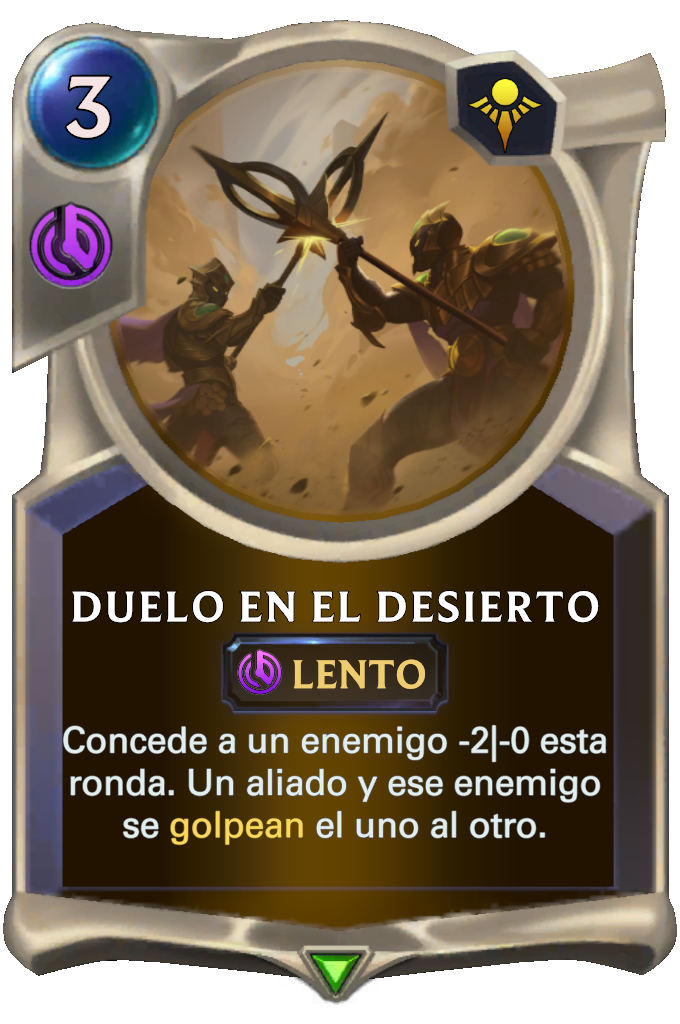 3
DUELO EN EL DESIERTO
LENTO
Concede a un enemigo -2|-0 esta
ronda. Un aliado y ese enemigo
se golpean el uno al otro.